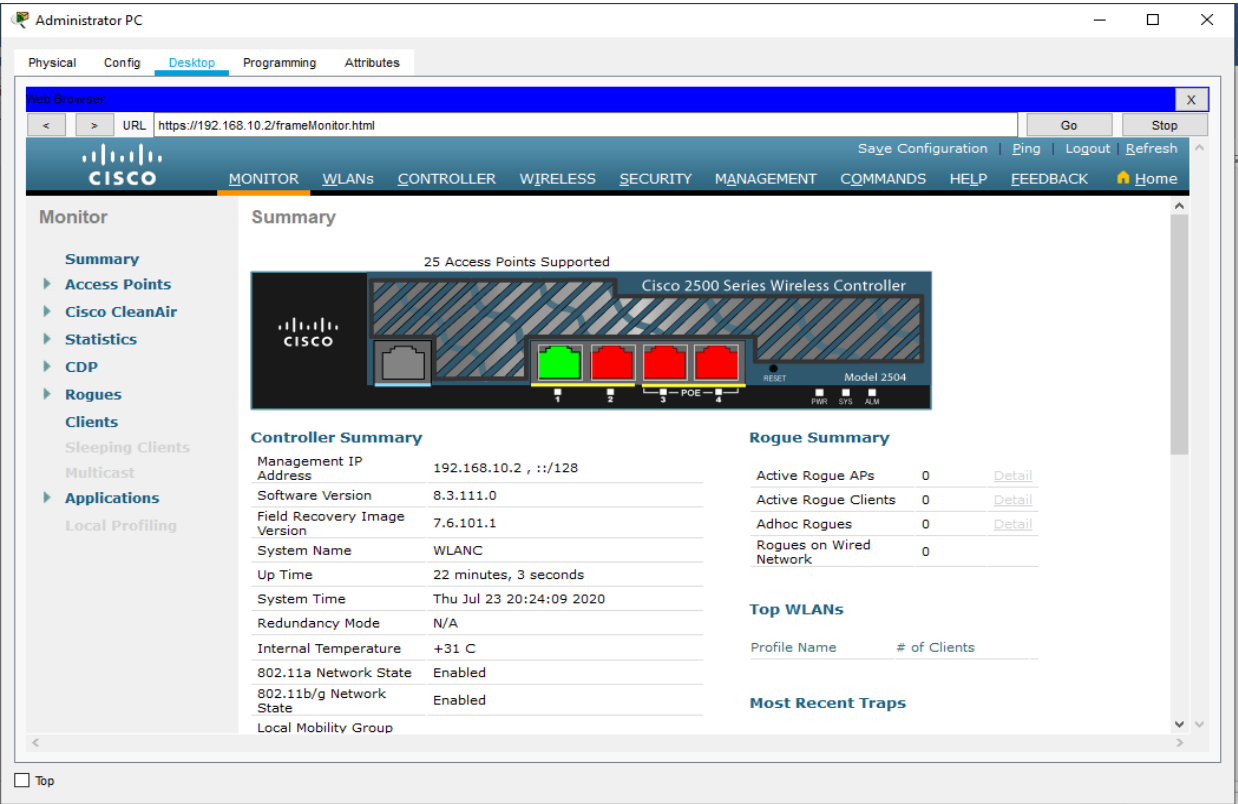 Administrator PC
Physical Config Desktop Programming Attributes
Web Browser X
< > URL https://192.168.10.2/frameMonitor.html Go Stop
Save Configuration | Ping | Logout | Refresh
CISCO
MONITOR WLANs CONTROLLER WIRELESS SECURITY MANAGEMENT COMMANDS HELP FEEDBACK Home
Monitor
Summary
Access Points
Cisco CleanAir
Statistics
CDP
Rogues
Clients
Sleeping Clients
Multicast
Applications
Local Profiling
Summary
25 Access Points Supported
Cisco 2500 Series Wireless Controller
CISCO
RESET
Model 2504
1 2 3 POE 4
PWR SYS ALM
Controller Summary
Management IP
Address 192.168.10.2 , ::/128
Software Version 8.3.111.0
Field Recovery Image
Version 7.6.101.1
System Name WLANC
Up Time 22 minutes, 3 seconds
System Time Thu Jul 23 20:24:09 2020
Redundancy Mode N/A
Internal Temperature +31 C
802.11a Network State Enabled
802.11b/g Network
State Enabled
Local Mobility Group
Rogue Summary
Active Rogue APs 0 Detail
Active Rogue Clients 0 Detail
Adhoc Rogues 0 Detail
Rogues on Wired
Network 0
Top WLANs
Profile Name # of Clients
Most Recent Traps
Top